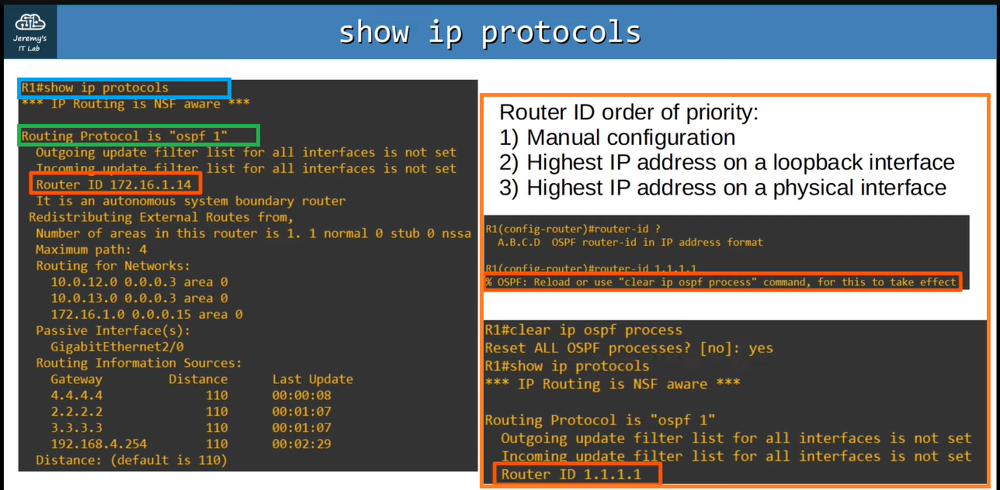 Jeremy's
IT Lab
show ip protocols
R1#show ip protocols
*** IP Routing is NSF aware ***
Routing Protocol is "ospf 1"
Outgoing update filter list for all interfaces is not set
Incoming update filter list for all interfaces is not set
Router ID 172.16.1.14
It is an autonomous system boundary router
Redistributing External Routes from,
Number of areas in this router is 1. 1 normal 0 stub 0 nssa
Maximum path: 4
Routing for Networks:
10.0.12.0 0.0.0.3 area 0
10.0.13.0 0.0.0.3 area 0
172.16.1.0 0.0.0.15 area 0
Passive Interface(s):
GigabitEthernet2/0
Routing Information Sources:
Gateway Distance Last Update
4.4.4.4 110 00:00:08
2.2.2.2 110 00:01:07
3.3.3.3 110 00:01:07
192.168.4.254 110 00:02:29
Distance: (default is 110)
Router ID order of priority:
1) Manual configuration
2) Highest IP address on a loopback interface
3) Highest IP address on a physical interface
R1(config-router)#router-id ?
A.B.C.D OSPF router-id in IP address format
R1(config-router)#router-id 1.1.1.1
% OSPF: Reload or use "clear ip ospf process" command, for this to take effect
R1#clear ip ospf process
Reset ALL OSPF processes? [no]: yes
R1#show ip protocols
*** IP Routing is NSF aware ***
Routing Protocol is "ospf 1"
Outgoing update filter list for all interfaces is not set
Incoming update filter list for all interfaces is not set
Router ID 1.1.1.1